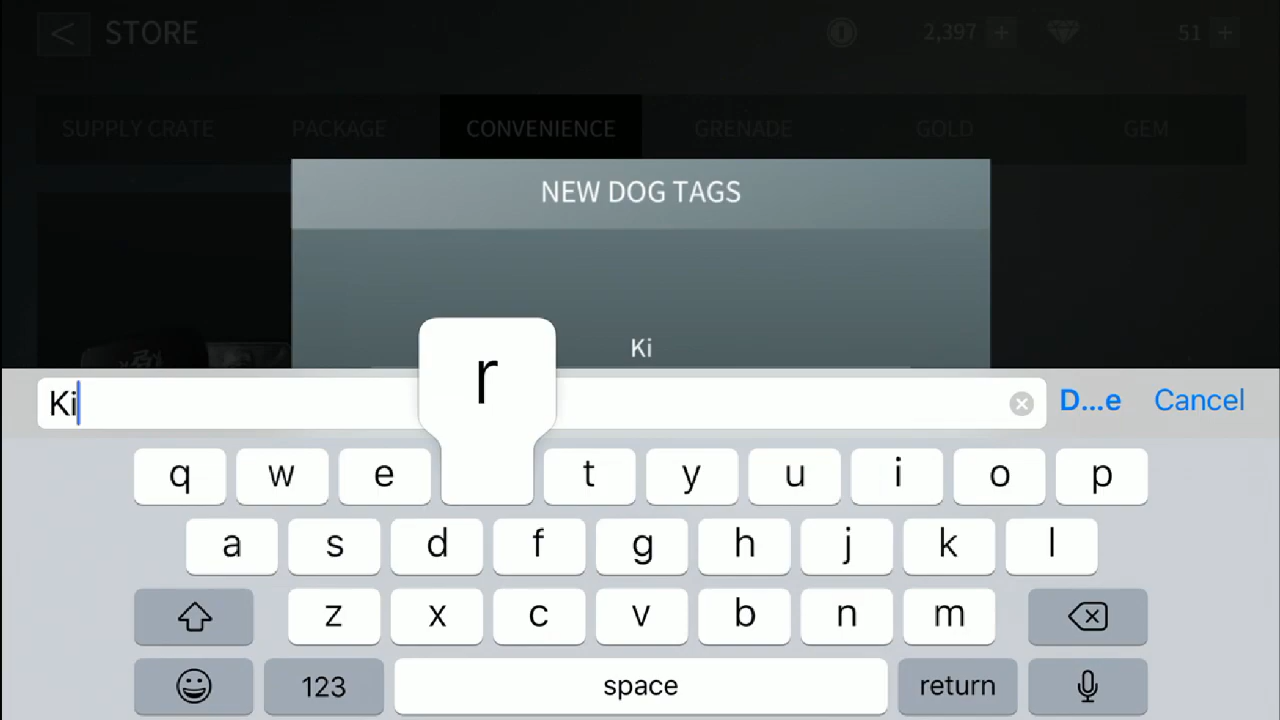 < STORE
2,397 + 51 +
SUPPLY CRATE PACKAGE CONVENIENCE GRENADE GOLD GEM
NEW DOG TAGS
Ki
r
Ki D...e Cancel
q w e t y u i o p
a s d f g h j k l
z x c v b n m
123 space return